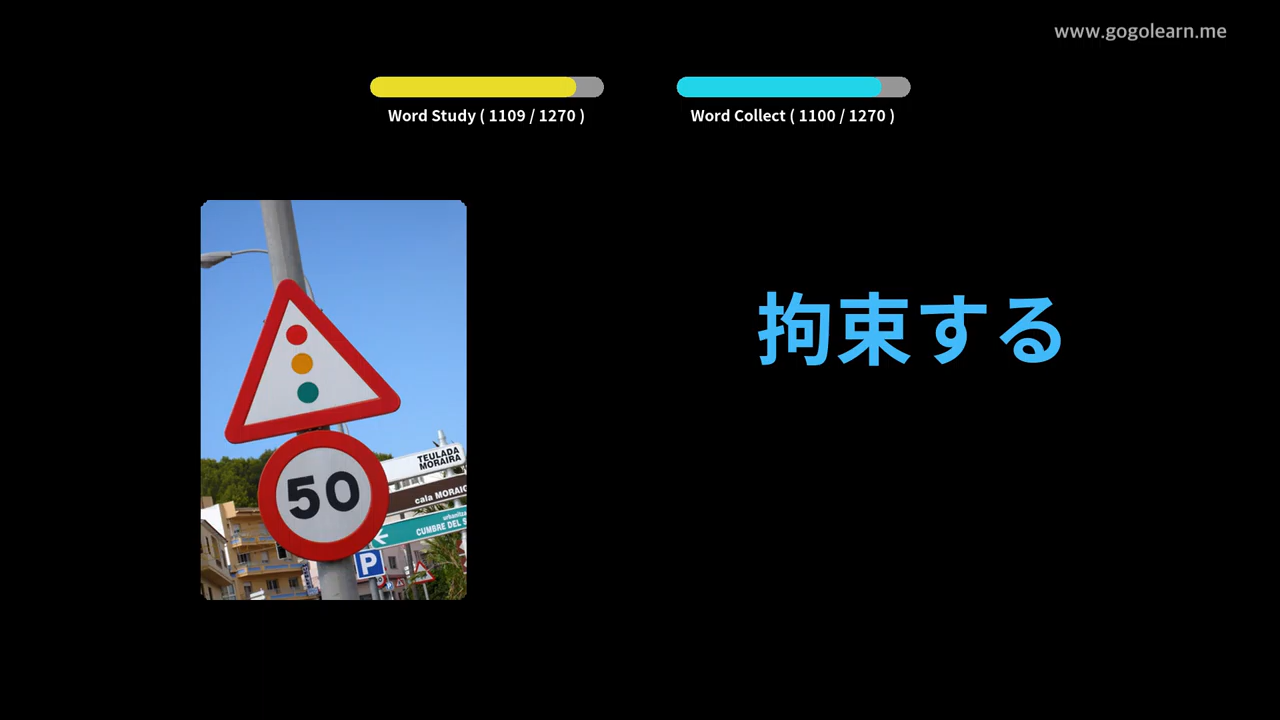 www.gogolearn.me
Word Study ( 1109 / 1270 )
Word Collect ( 1100 / 1270 )
拘束する
50
TEULADA
MORAIRA
cala MORAIG
CUMBRE DEL S
P